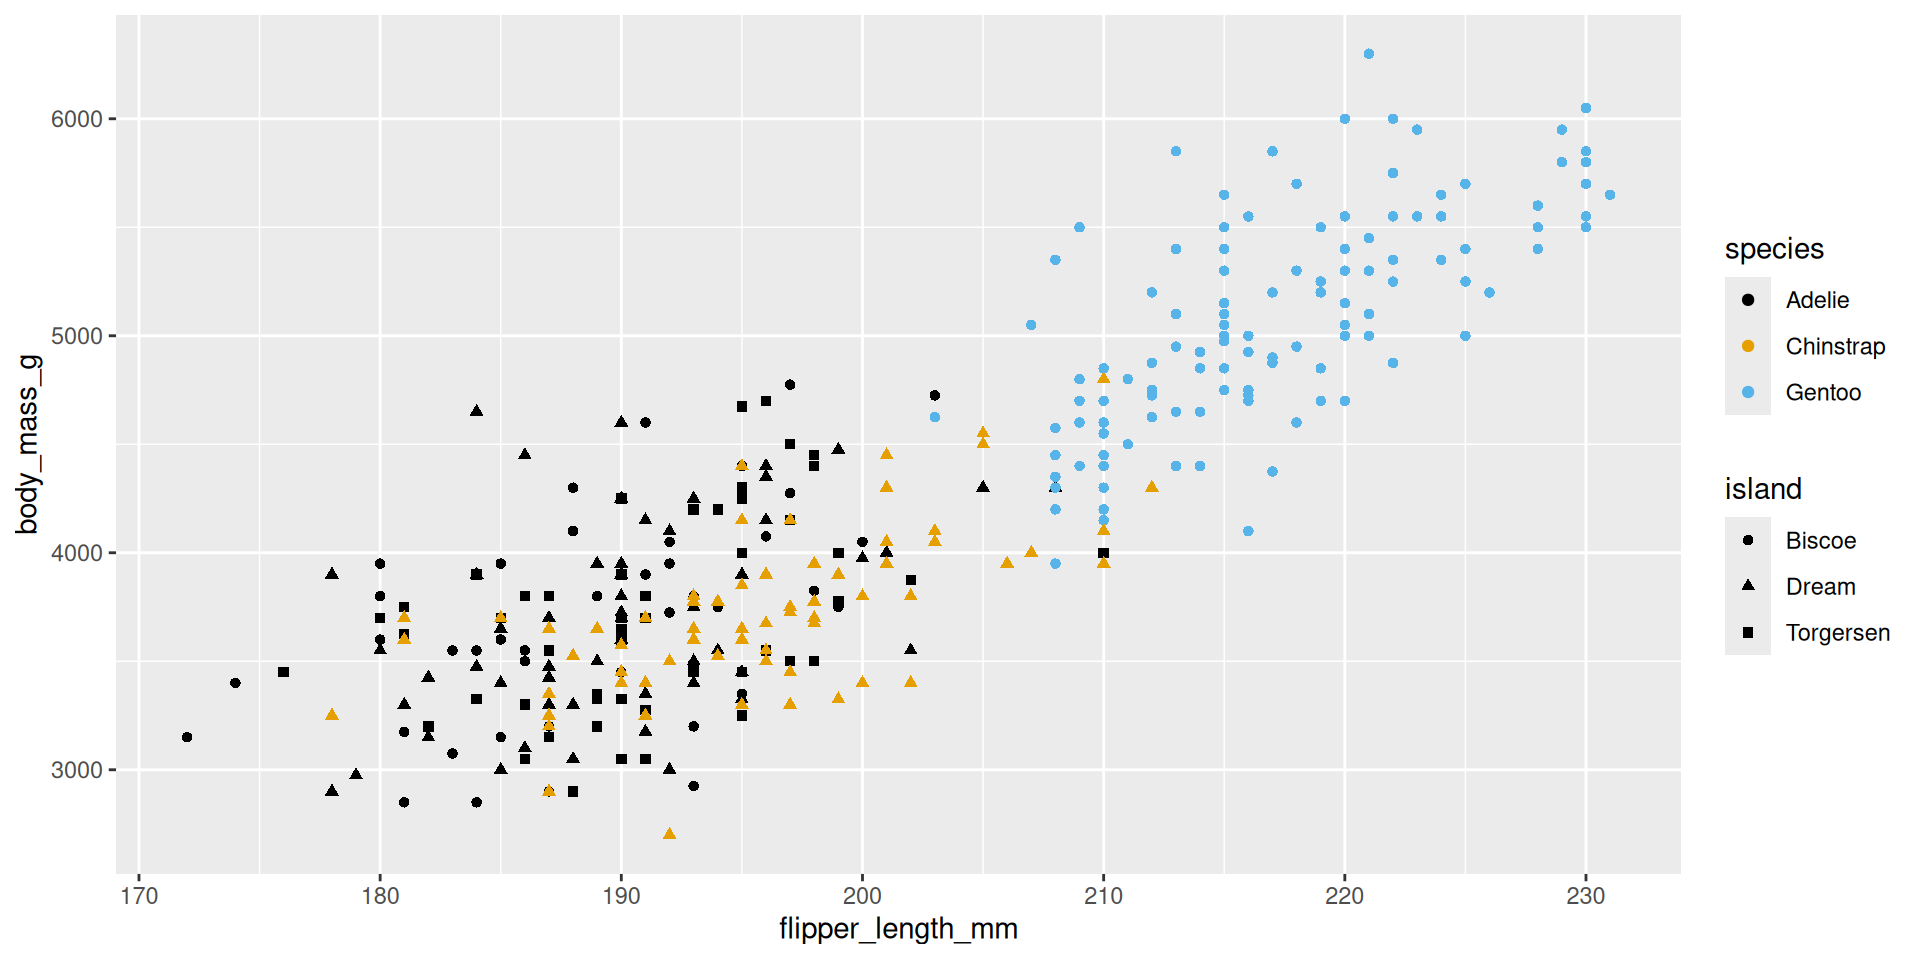 6000
5000
4000
3000
body_mass_g
170 180 190 200 210 220 230
flipper_length_mm
species
Adelie
Chinstrap
Gentoo
island
Biscoe
Dream
Torgersen